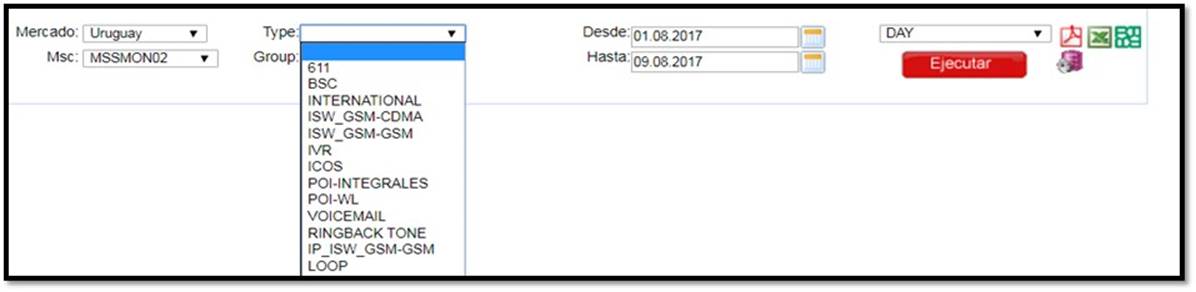 Mercado: Uruguay Type: Desde: 01.08.2017 DAY
Msc: MSSMON02 Group: Hasta: 09.08.2017 Ejecutar
611
BSC
INTERNATIONAL
ISW_GSM-CDMA
ISW_GSM-GSM
IVR
ICOS
POI-INTEGRALES
POI-WL
VOICEMAIL
RINGBACK TONE
IP_ISW_GSM-GSM
LOOP